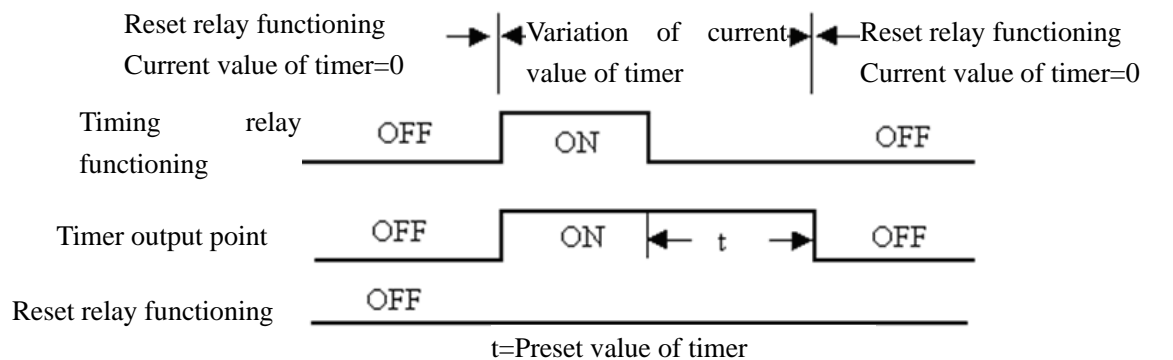 Reset relay functioning
Current value of timer=0
Variation of current
value of timer
Reset relay functioning
Current value of timer=0
Timing relay
functioning
OFF
ON
OFF
Timer output point
OFF
ON
t
OFF
Reset relay functioning
OFF
t=Preset value of timer